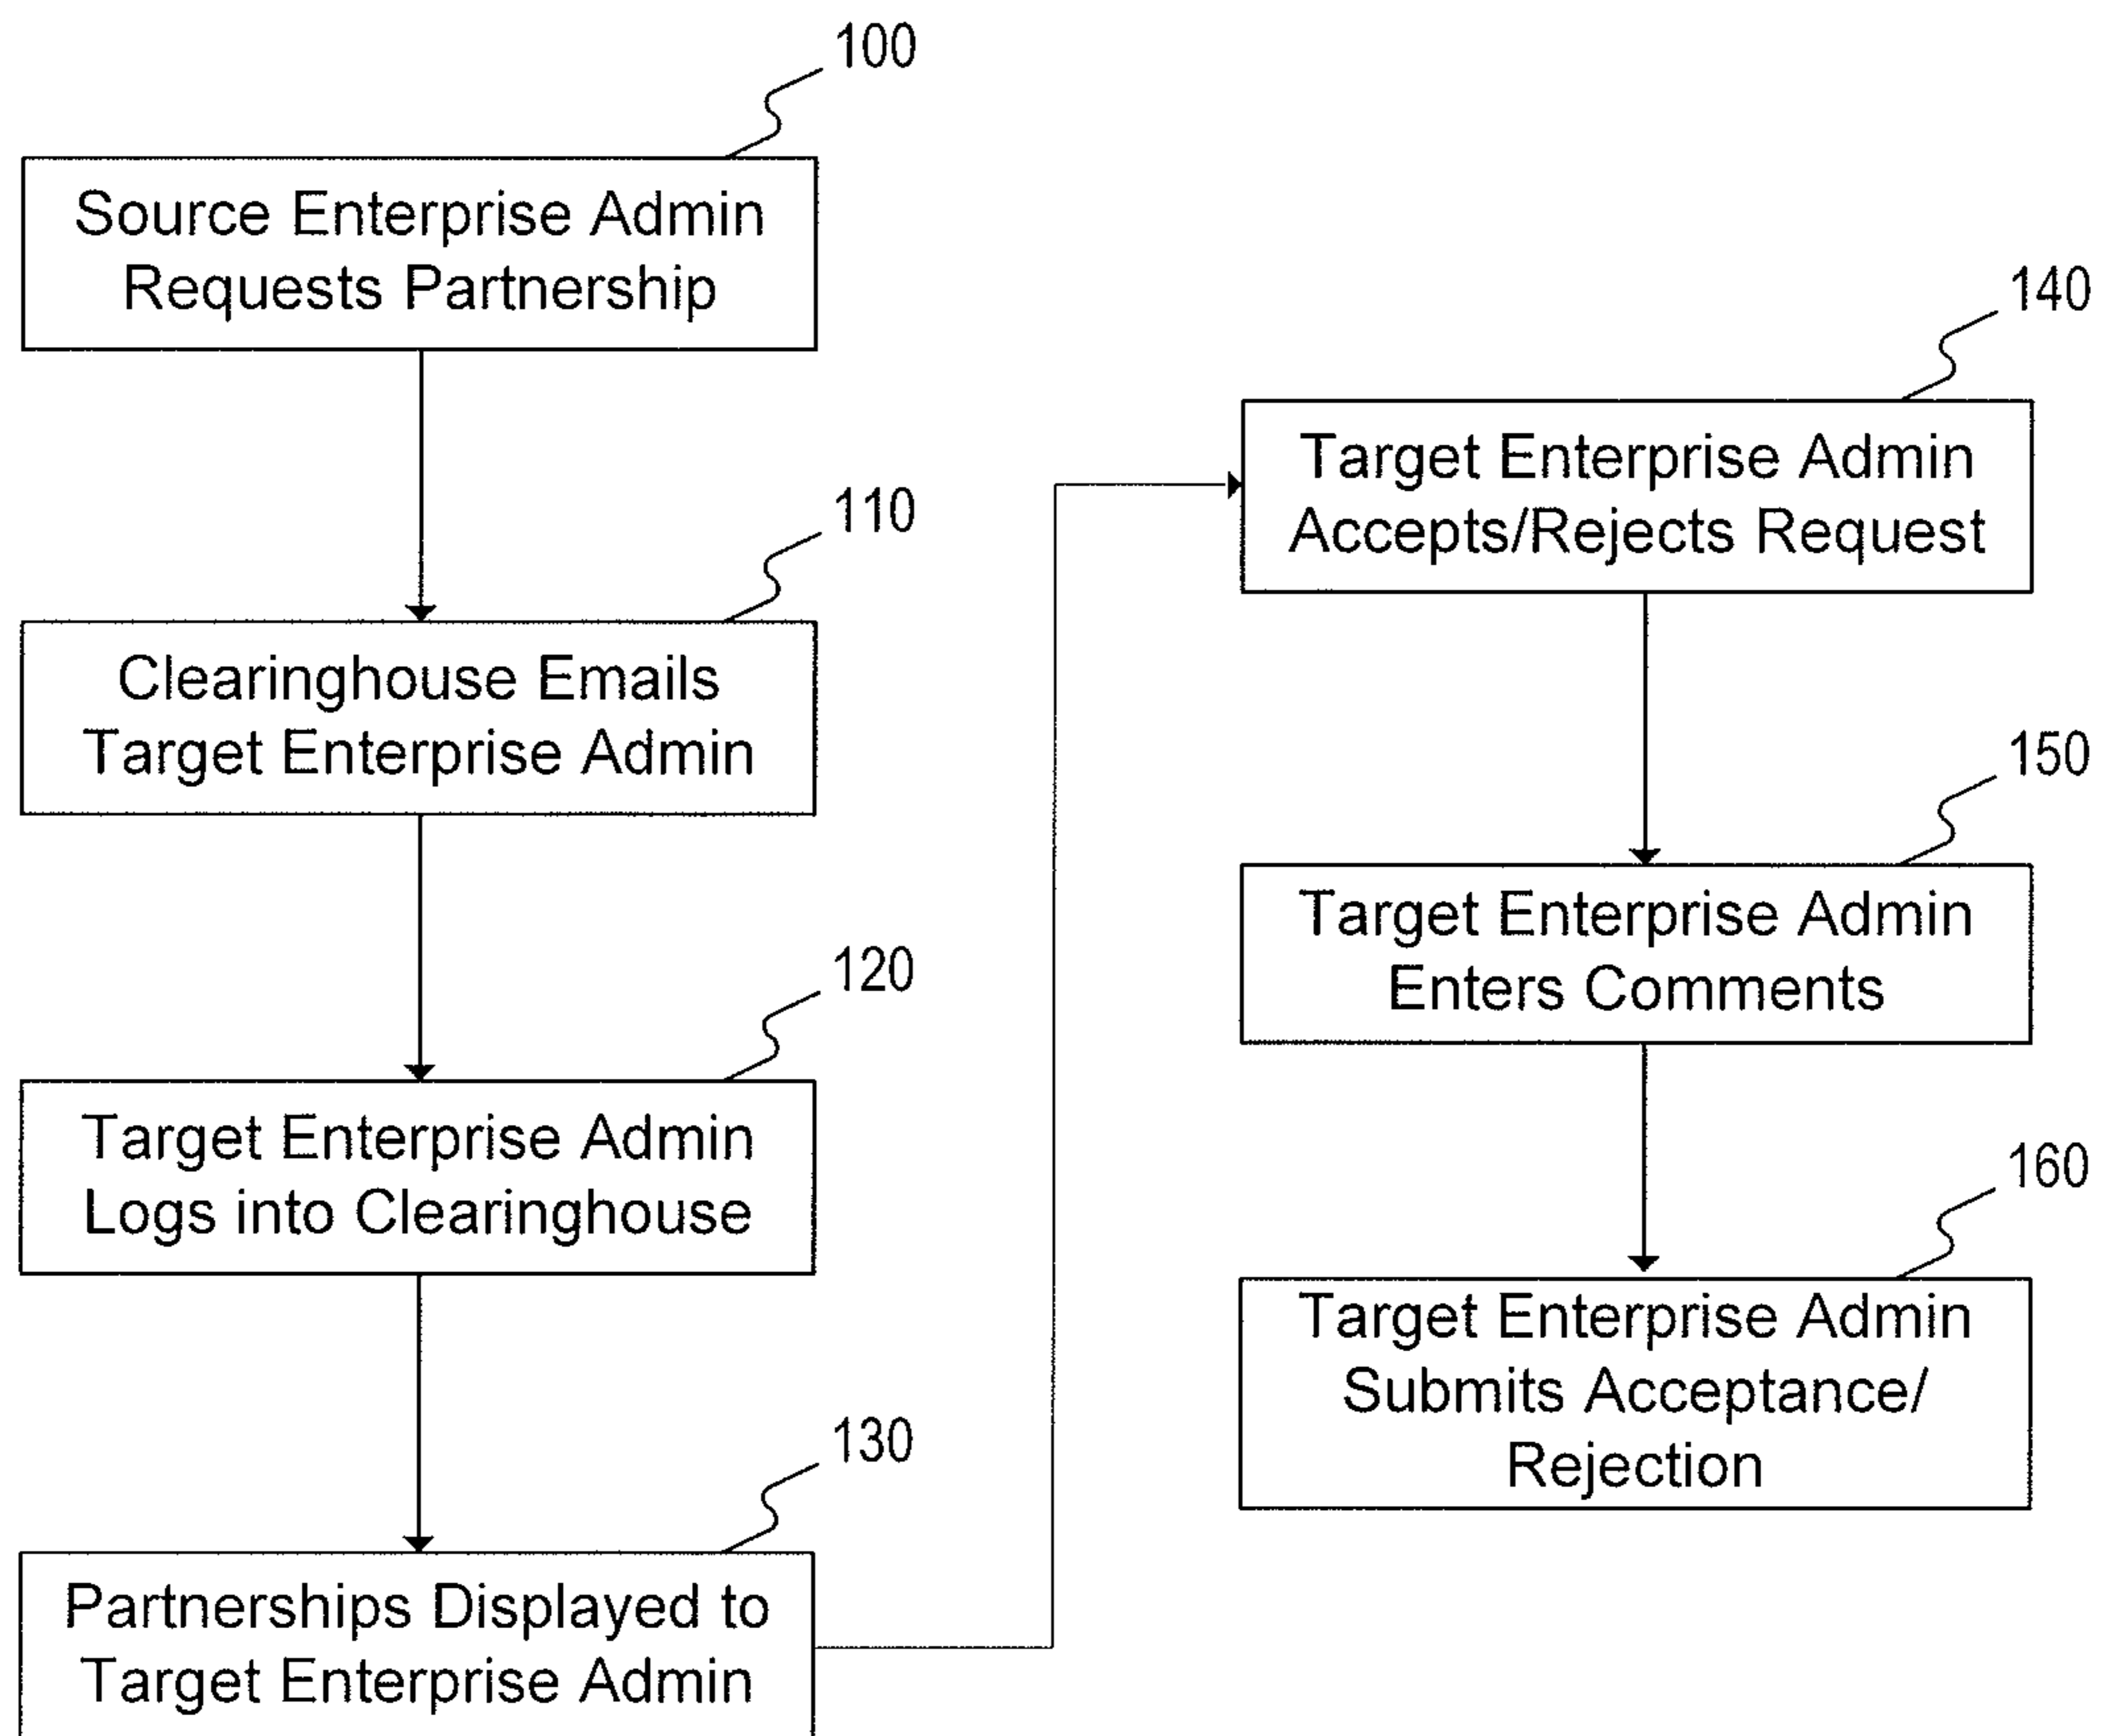 100
Source Enterprise Admin
Requests Partnership
110
Clearinghouse Emails
Target Enterprise Admin
120
Target Enterprise Admin
Logs into Clearinghouse
130
Partnerships Displayed to
Target Enterprise Admin
140
Target Enterprise Admin
Accepts/Rejects Request
150
Target Enterprise Admin
Enters Comments
160
Target Enterprise Admin
Submits Acceptance/
Rejection